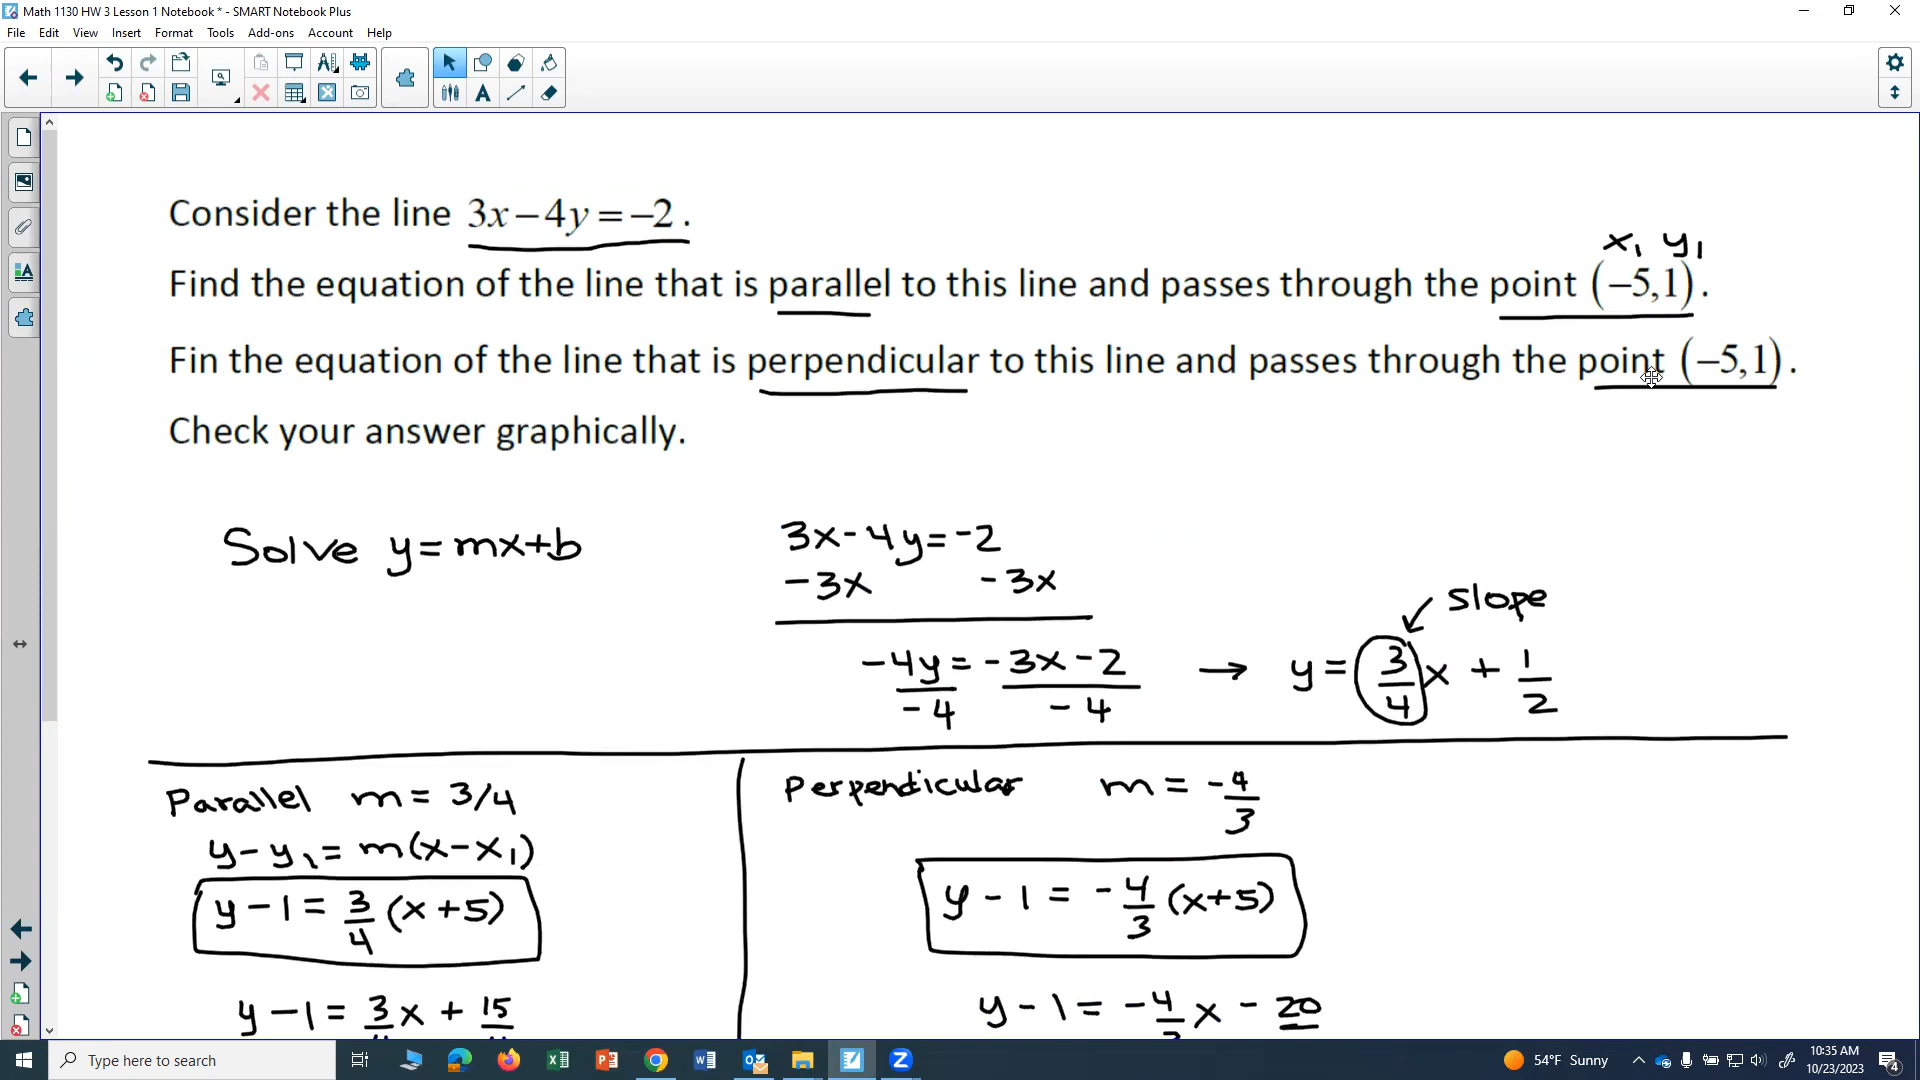 Math 1130 HW 3 Lesson 1 Notebook * - SMART Notebook Plus
File Edit View Insert Format Tools Add-ons Account Help
Consider the line 3x−4y=−2.
x₁ y₁
Find the equation of the line that is parallel to this line and passes through the point (−5,1).
Fin the equation of the line that is perpendicular to this line and passes through the point (−5,1).
Check your answer graphically.
Solve y=mx+b
3x-4y=-2
-3x -3x
-4y = -3x-2
-4 -4
→ y = 3/4 x + 1/2
slope
Parallel m = 3/4
y-y₁ = m(x-x₁)
y-1 = 3/4 (x+5)
y-1 = 3/4 x + 15
Perpendicular m = -4/3
y-1 = -4/3 (x+5)
y-1 = -4/3 x - 20
Type here to search
54°F Sunny
10:35 AM
10/23/2023
4